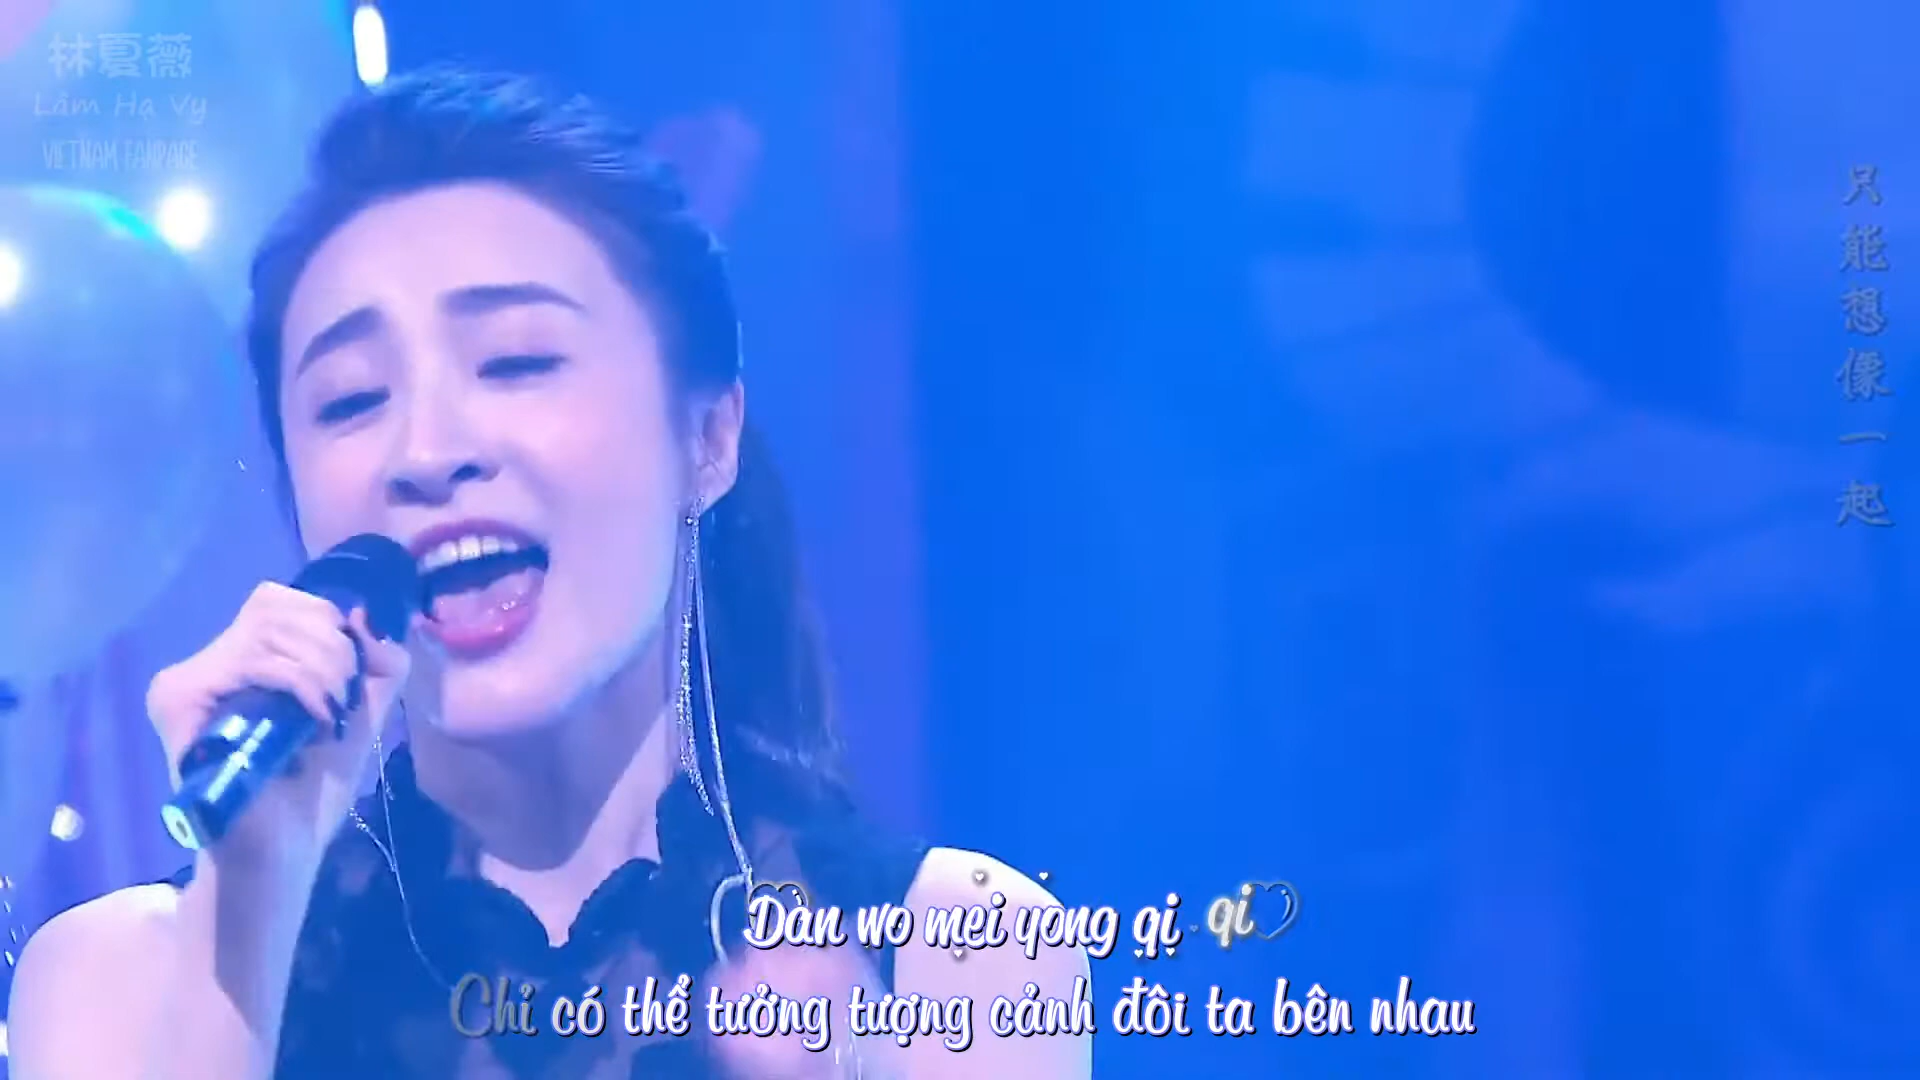 林夏薇
Lâm Hạ Vy
VIETNAM FANPAGE
只能想像一起
Dàn wo mẹi yong qị qi
Chỉ có thể tưởng tượng cảnh đôi ta bên nhau